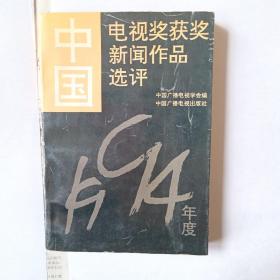 中国
电视奖获奖
新闻作品
选评
中国广播电视学会编
中国广播电视出版社
年度